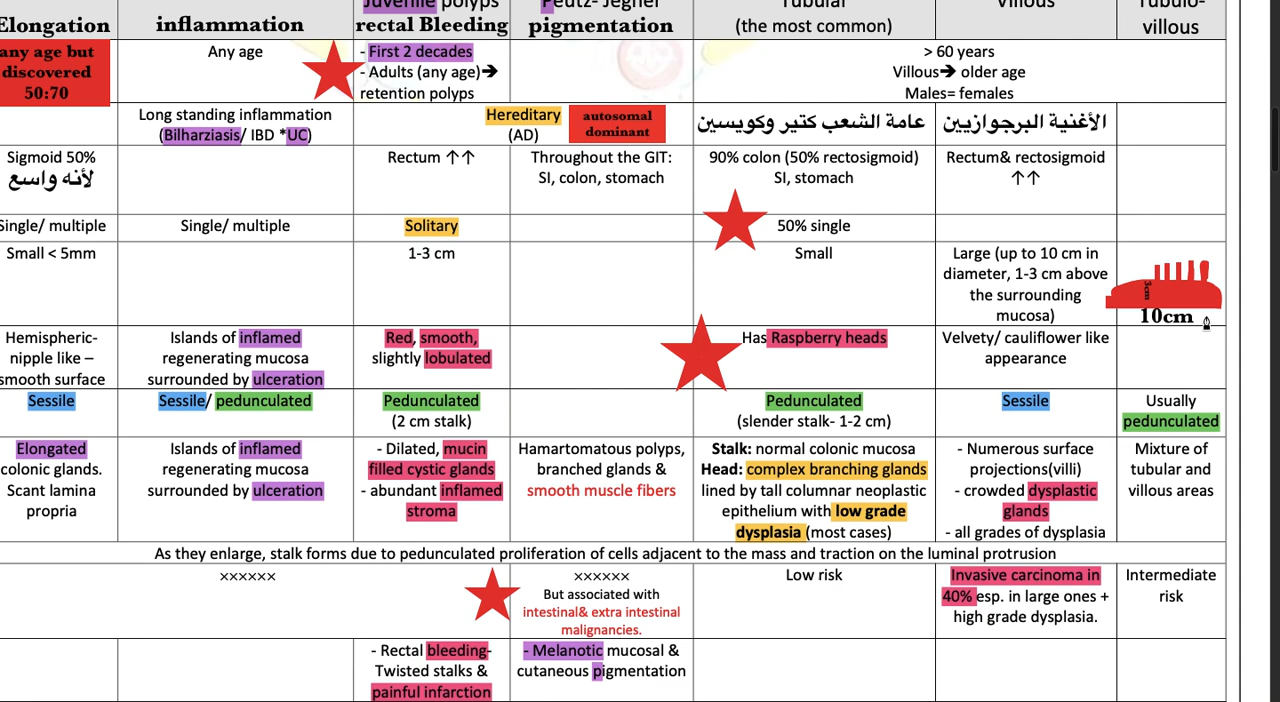 Juvenile polyps
Peutz- Jegher
Tubular
Villous
Tubulo-
Elongation
inflammation
rectal Bleeding
pigmentation
(the most common)
villous
any age but
discovered
50:70
Any age
- First 2 decades
- Adults (any age)➔
retention polyps
> 60 years
Villous➔ older age
Males= females
Long standing inflammation
(Bilharziasis/ IBD *UC)
Hereditary
(AD)
autosomal
dominant
عامة الشعب كتير وكويسين
الأغنية البرجوازيين
Sigmoid 50%
لأنه واسع
Rectum ↑↑
Throughout the GIT:
SI, colon, stomach
90% colon (50% rectosigmoid)
SI, stomach
Rectum& rectosigmoid
↑↑
Single/ multiple
Single/ multiple
Solitary
50% single
Small < 5mm
1-3 cm
Small
Large (up to 10 cm in
diameter, 1-3 cm above
the surrounding
mucosa)
3cm
10cm
Hemispheric-
nipple like –
smooth surface
Islands of inflamed
regenerating mucosa
surrounded by ulceration
Red, smooth,
slightly lobulated
Has Raspberry heads
Velvety/ cauliflower like
appearance
Sessile
Sessile/ pedunculated
Pedunculated
(2 cm stalk)
Pedunculated
(slender stalk- 1-2 cm)
Sessile
Usually
pedunculated
Elongated
colonic glands.
Scant lamina
propria
Islands of inflamed
regenerating mucosa
surrounded by ulceration
- Dilated, mucin
filled cystic glands
- abundant inflamed
stroma
Hamartomatous polyps,
branched glands &
smooth muscle fibers
Stalk: normal colonic mucosa
Head: complex branching glands
lined by tall columnar neoplastic
epithelium with low grade
dysplasia (most cases)
- Numerous surface
projections(villi)
- crowded dysplastic
glands
- all grades of dysplasia
Mixture of
tubular and
villous areas
As they enlarge, stalk forms due to pedunculated proliferation of cells adjacent to the mass and traction on the luminal protrusion
××××××
××××××
But associated with
intestinal& extra intestinal
malignancies.
Low risk
Invasive carcinoma in
40% esp. in large ones +
high grade dysplasia.
Intermediate
risk
- Rectal bleeding-
Twisted stalks &
painful infarction
- Melanotic mucosal &
cutaneous pigmentation